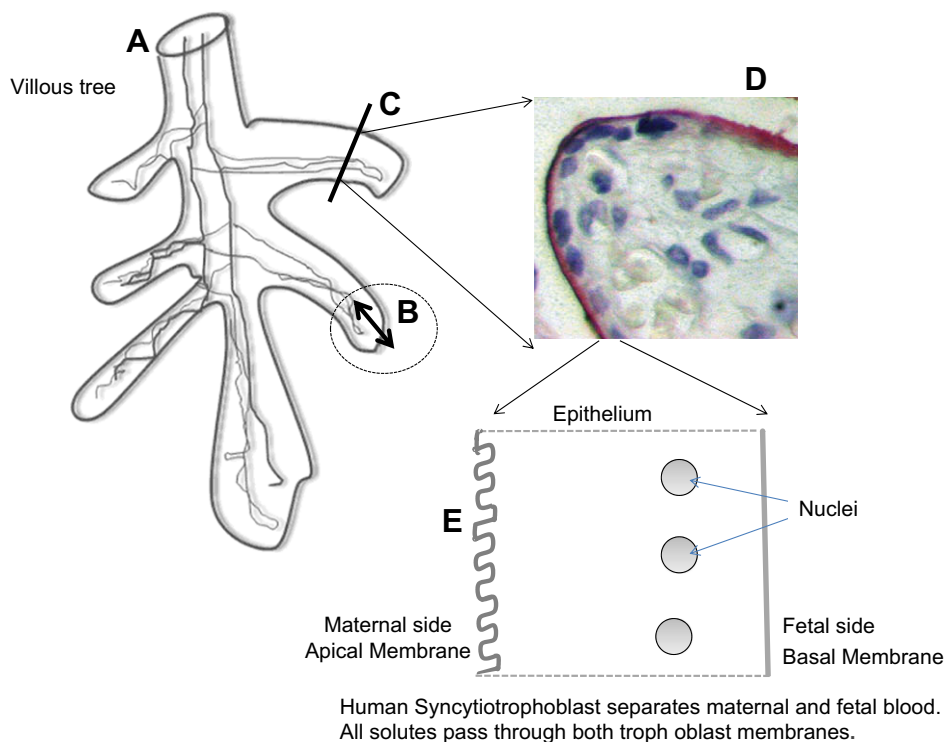 A
Villous tree
C
D
B
Epithelium
E
Nuclei
Maternal side
Apical Membrane
Fetal side
Basal Membrane
Human Syncytiotrophoblast separates maternal and fetal blood.
All solutes pass through both troph oblast membranes.